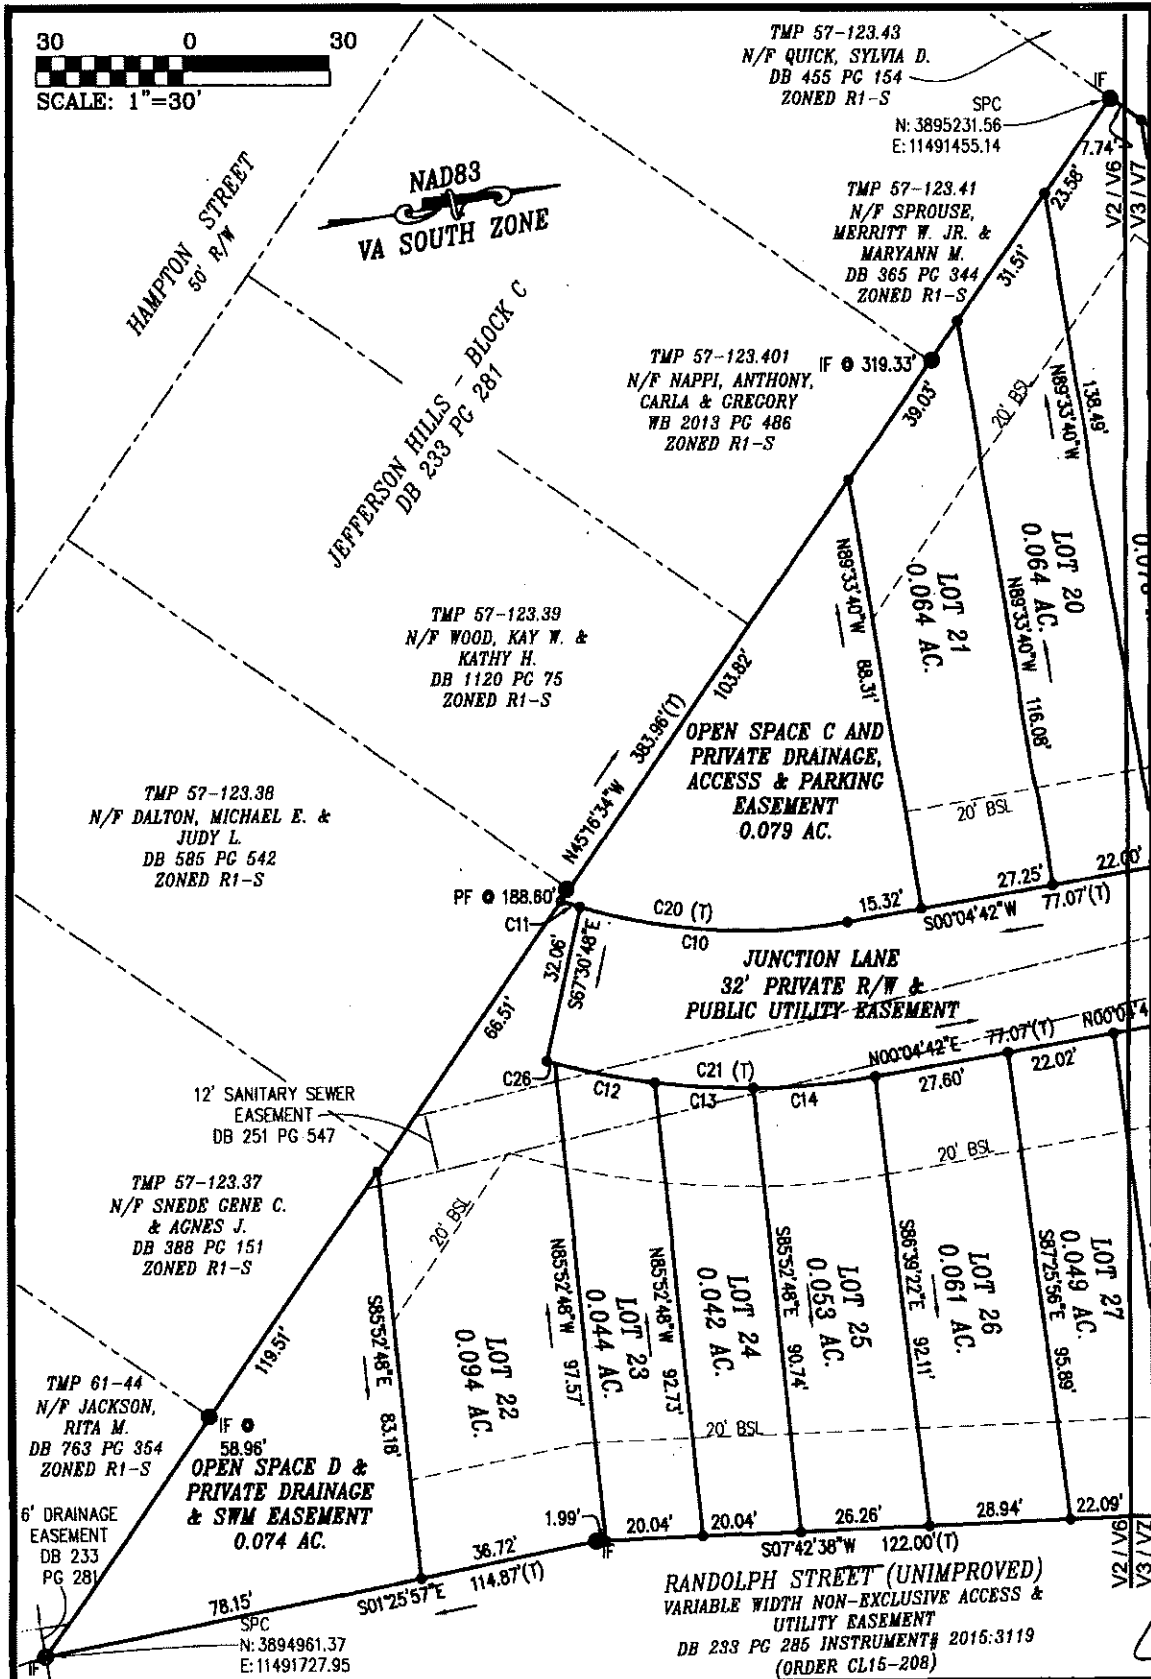 30 0 30
SCALE: 1"=30'
NAD83
VA SOUTH ZONE
HAMPTON STREET
50' R/W
JEFFERSON HILLS - BLOCK C
DB 233 PG 281
TMP 57-123.43
N/F QUICK, SYLVIA D.
DB 455 PG 154
ZONED R1-S
IF
SPC
N: 3895231.56
E: 11491455.14
7.74'
V2 / V6
V3 / V7
23.58'
TMP 57-123.41
N/F SPROUSE,
MERRITT W. JR. &
MARYANN M.
DB 365 PG 344
ZONED R1-S
31.51'
TMP 57-123.401
N/F NAPPI, ANTHONY,
CARLA & GREGORY
WB 2013 PG 486
ZONED R1-S
IF @ 319.33'
39.03'
20' BSL
N89°33'40"W
138.49'
LOT 20
0.064 AC.
N89°33'40"W
116.08'
LOT 21
0.064 AC.
N89°33'40"W
88.31'
TMP 57-123.39
N/F WOOD, KAY W. &
KATHY H.
DB 1120 PG 75
ZONED R1-S
103.82'
N45°16'34"W 383.96'(T)
OPEN SPACE C AND
PRIVATE DRAINAGE,
ACCESS & PARKING
EASEMENT
0.079 AC.
20' BSL
TMP 57-123.38
N/F DALTON, MICHAEL E. &
JUDY L.
DB 585 PG 542
ZONED R1-S
PF @ 188.60'
C11
C20 (T)
C10
15.32'
27.25'
22.00'
77.07'(T)
S00°04'42"W
32.06'
S67°30'48"E
JUNCTION LANE
32' PRIVATE R/W &
PUBLIC UTILITY EASEMENT
66.51'
C26
C12
C21 (T)
C13
C14
N00°04'42"E
77.07'(T)
N00°04'4
27.60'
22.02'
12' SANITARY SEWER
EASEMENT
DB 251 PG 547
20' BSL
20' BSL
TMP 57-123.37
N/F SNEDE GENE C.
& AGNES J.
DB 388 PG 151
ZONED R1-S
119.51'
S85°52'48"E
83.18'
LOT 22
0.094 AC.
N85°52'48"W
97.57'
LOT 23
0.044 AC.
N85°52'48"W
92.73'
LOT 24
0.042 AC.
S85°52'48"E
90.74'
LOT 25
0.053 AC.
S86°39'22"E
92.11'
LOT 26
0.061 AC.
S87°25'56"E
95.89'
LOT 27
0.049 AC.
20' BSL
TMP 61-44
N/F JACKSON,
RITA M.
DB 763 PG 354
ZONED R1-S
IF @
58.96'
OPEN SPACE D &
PRIVATE DRAINAGE
& SWM EASEMENT
0.074 AC.
6' DRAINAGE
EASEMENT
DB 233
PG 281
1.99'
IF
20.04'
20.04'
26.26'
28.94'
22.09'
S07°42'38"W
122.00'(T)
36.72'
114.87'(T)
78.15'
S01°25'57"E
SPC
N: 3894961.37
E: 11491727.95
IF
RANDOLPH STREET (UNIMPROVED)
VARIABLE WIDTH NON-EXCLUSIVE ACCESS &
UTILITY EASEMENT
DB 233 PG 285 INSTRUMENT# 2015:3119
(ORDER CL15-208)
V2 / V6
V3 / V7